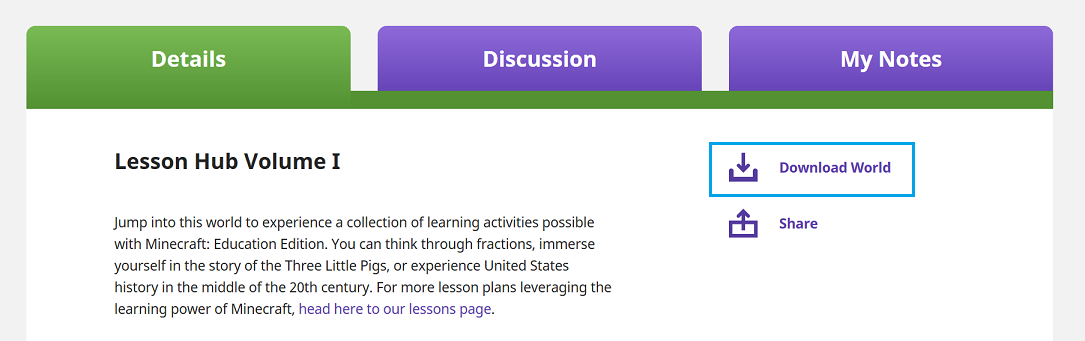 Details
Discussion
My Notes
Lesson Hub Volume I
Download World
Share
Jump into this world to experience a collection of learning activities possible
with Minecraft: Education Edition. You can think through fractions, immerse
yourself in the story of the Three Little Pigs, or experience United States
history in the middle of the 20th century. For more lesson plans leveraging the
learning power of Minecraft, head here to our lessons page.